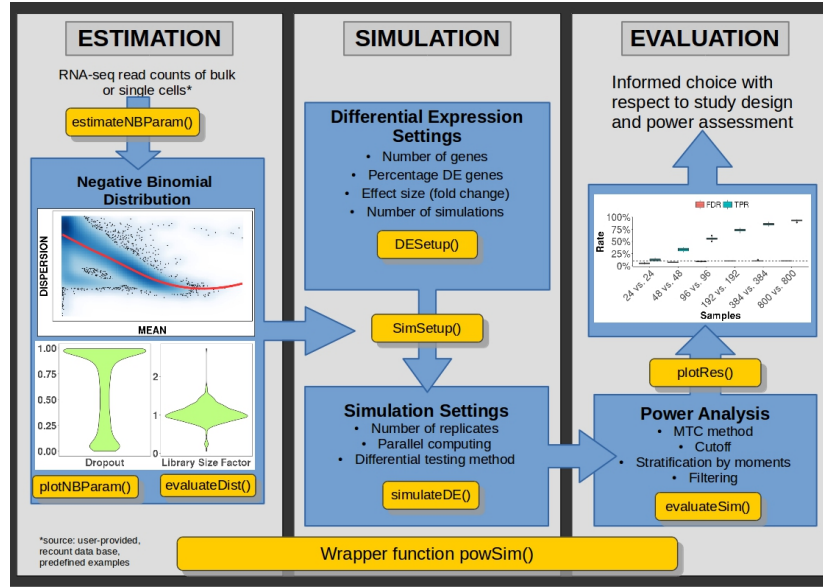 ESTIMATION
RNA-seq read counts of bulk
or single cells*
estimateNBParam()
Negative Binomial
Distribution
DISPERSION
MEAN
1.00
0.75
0.50
0.25
0.00
Dropout
2
1
0
Library Size Factor
plotNBParam()
evaluateDist()
*source: user-provided,
recount data base,
predefined examples
SIMULATION
Differential Expression
Settings
• Number of genes
• Percentage DE genes
• Effect size (fold change)
• Number of simulations
DESetup()
SimSetup()
Simulation Settings
• Number of replicates
• Parallel computing
• Differential testing method
simulateDE()
EVALUATION
Informed choice with
respect to study design
and power assessment
FDR TPR
Rate
100%
75%
50%
25%
0%
24 vs. 24
48 vs. 48
96 vs. 96
192 vs. 192
384 vs. 384
800 vs. 800
Samples
plotRes()
Power Analysis
• MTC method
• Cutoff
• Stratification by moments
• Filtering
evaluateSim()
Wrapper function powSim()